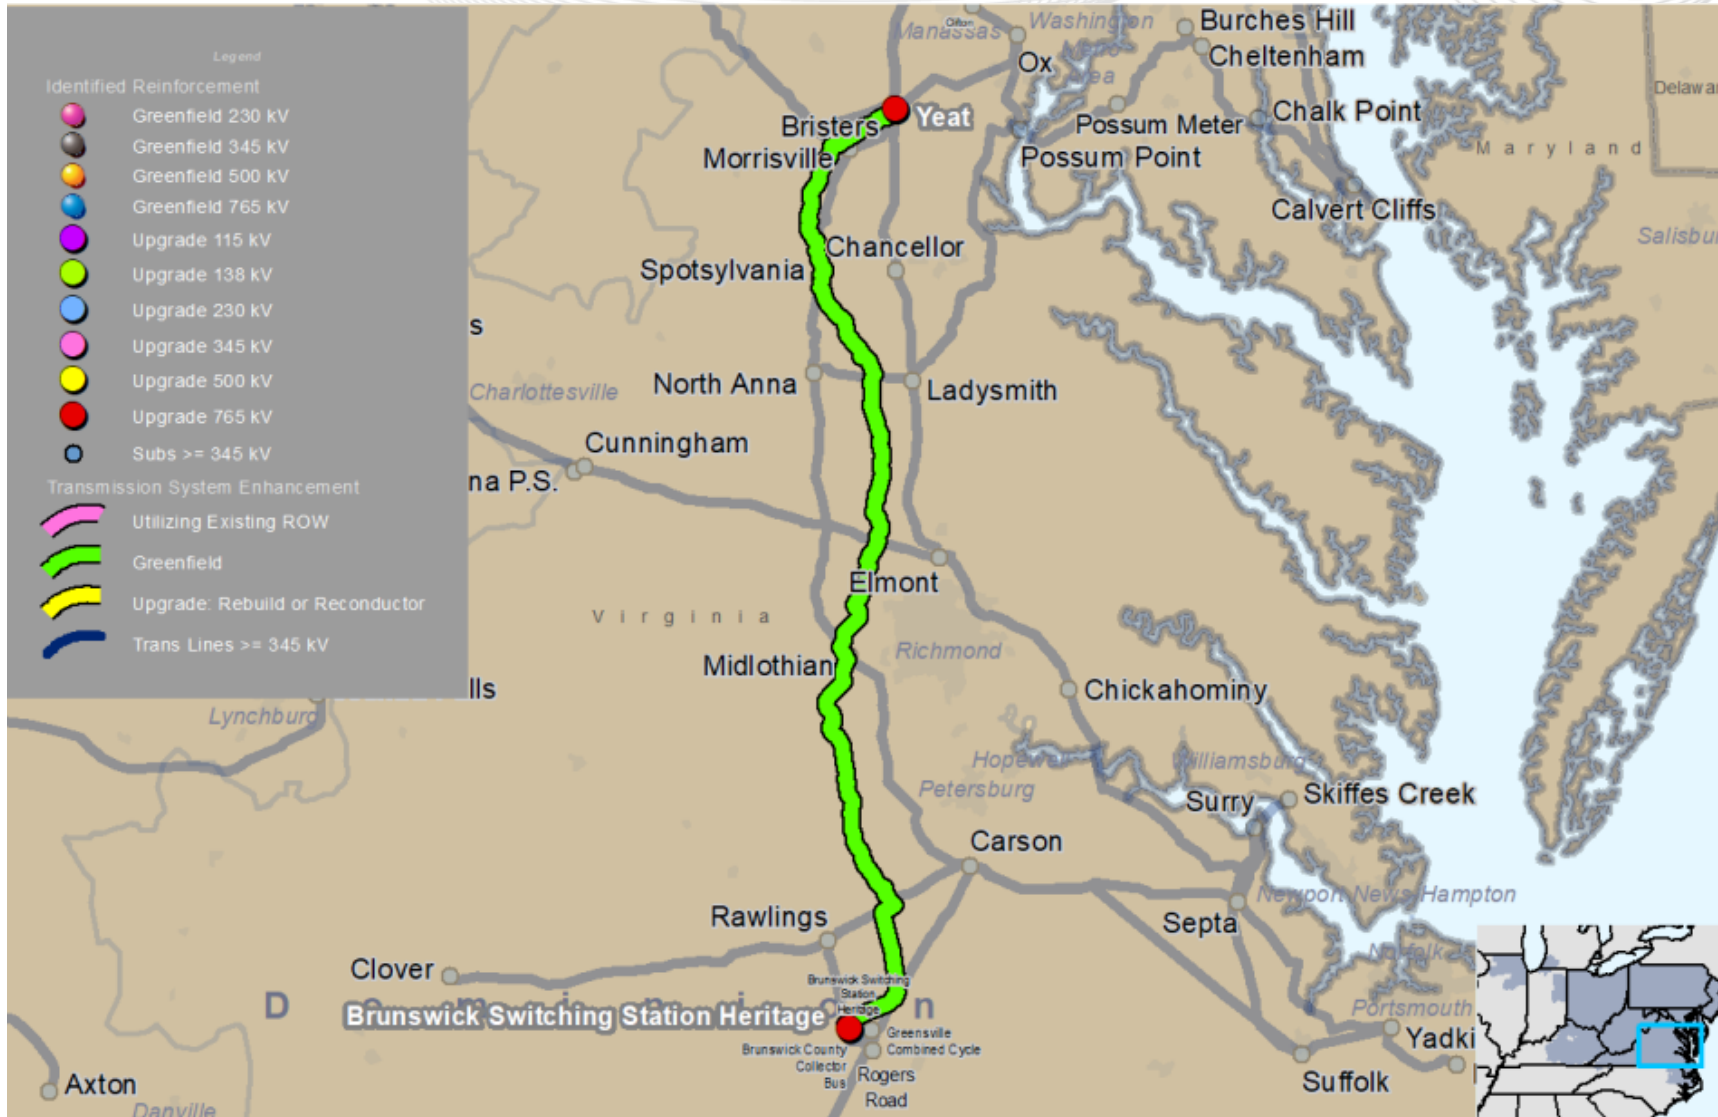 Legend
Identified Reinforcement
Greenfield 230 kV
Greenfield 345 kV
Greenfield 500 kV
Greenfield 765 kV
Upgrade 115 kV
Upgrade 138 kV
Upgrade 230 kV
Upgrade 345 kV
Upgrade 500 kV
Upgrade 765 kV
Subs >= 345 kV
Transmission System Enhancement
Utilizing Existing ROW
Greenfield
Upgrade: Rebuild or Reconductor
Trans Lines >= 345 kV
Clifton
Manassas
Washington
Area
Burches Hill
Cheltenham
Ox
Delawar
Yeat
Bristers
Morrisville
Possum Meter
Chalk Point
Possum Point
Maryland
Calvert Cliffs
Salisbu
Chancellor
Spotsylvania
s
North Anna
Ladysmith
Charlottesville
Cunningham
na P.S.
Elmont
Virginia
Richmond
Midlothian
Chickahominy
lls
Lynchburg
Hopewell
Williamsburg
Petersburg
Surry
Skiffes Creek
Carson
Newport News-Hampton
Rawlings
Septa
Norfolk
Clover
Brunswick Switching
Station
Heritage
Dominion
Brunswick Switching Station Heritage
Portsmouth
Greensville
Combined Cycle
Yadki
Brunswick County
Collector
Bus
Rogers
Road
Suffolk
Axton
Danville